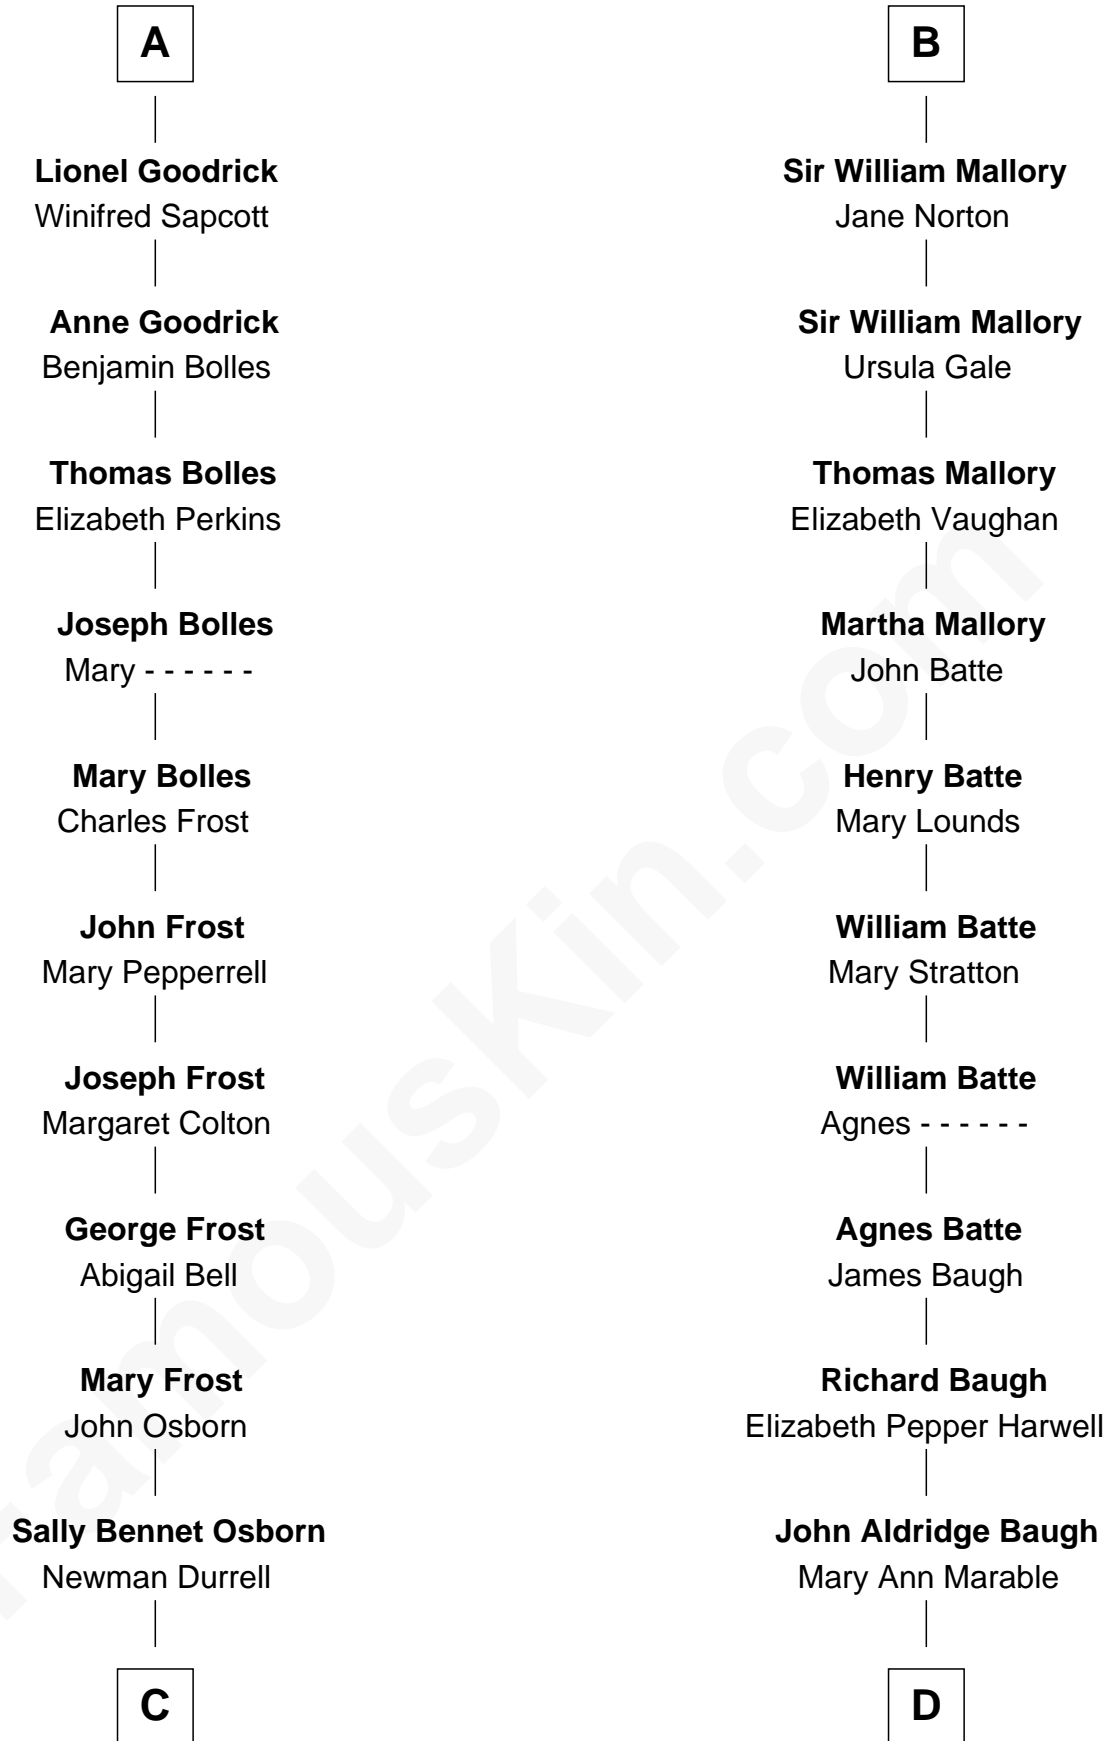 A
Lionel Goodrick
Winifred Sapcott
Anne Goodrick
Benjamin Bolles
Thomas Bolles
Elizabeth Perkins
Joseph Bolles
Mary - - - - - -
Mary Bolles
Charles Frost
John Frost
Mary Pepperrell
Joseph Frost
Margaret Colton
George Frost
Abigail Bell
Mary Frost
John Osborn
Sally Bennet Osborn
Newman Durrell
C
B
Sir William Mallory
Jane Norton
Sir William Mallory
Ursula Gale
Thomas Mallory
Elizabeth Vaughan
Martha Mallory
John Batte
Henry Batte
Mary Lounds
William Batte
Mary Stratton
William Batte
Agnes - - - - - -
Agnes Batte
James Baugh
Richard Baugh
Elizabeth Pepper Harwell
John Aldridge Baugh
Mary Ann Marable
D
FamousKin.com